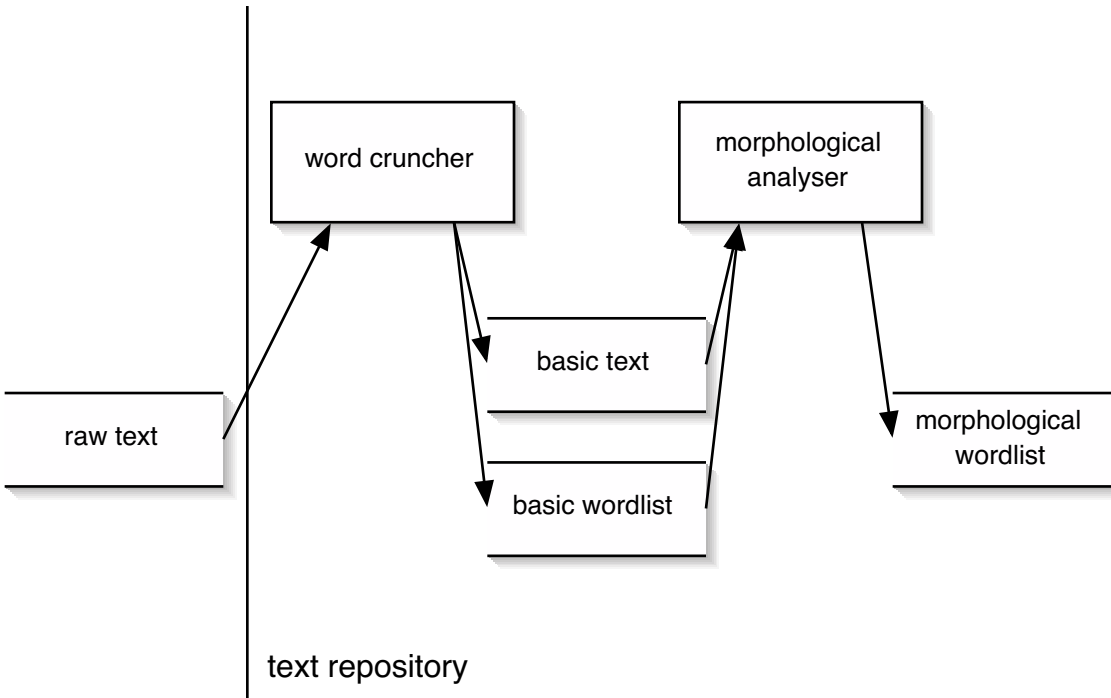 word cruncher
morphological
analyser
basic text
raw text
morphological
wordlist
basic wordlist
text repository